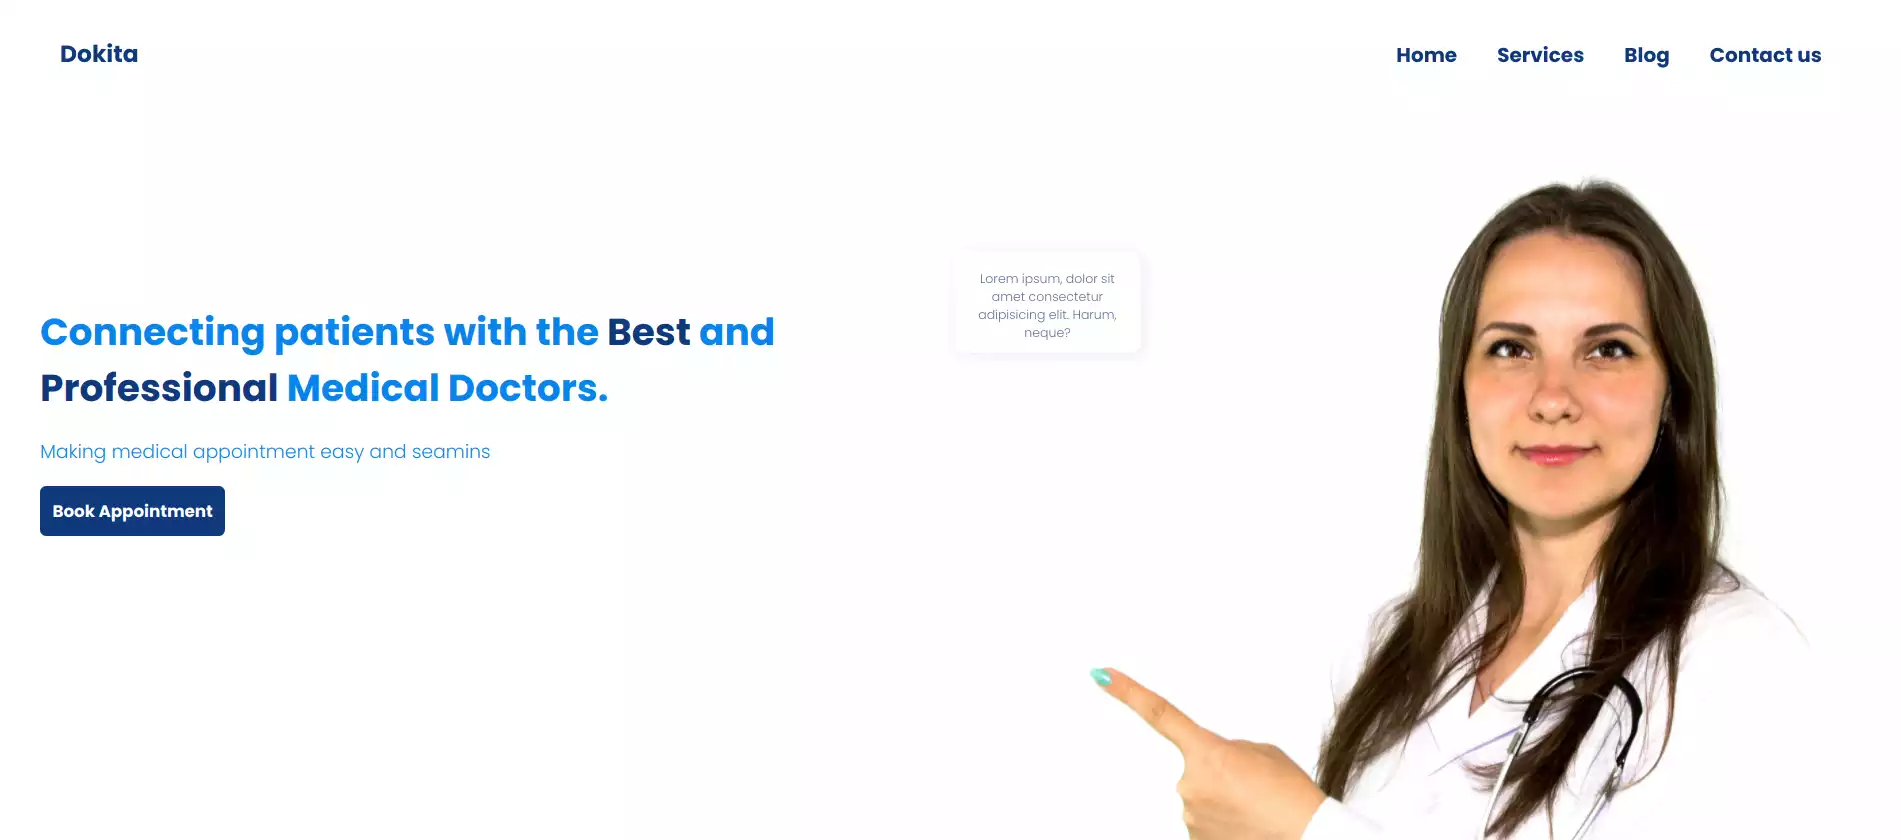 Dokita
Home
Services
Blog
Contact us
Connecting patients with the Best and
Professional Medical Doctors.
Making medical appointment easy and seamins
Book Appointment
Lorem ipsum, dolor sit
amet consectetur
adipisicing elit. Harum,
neque?